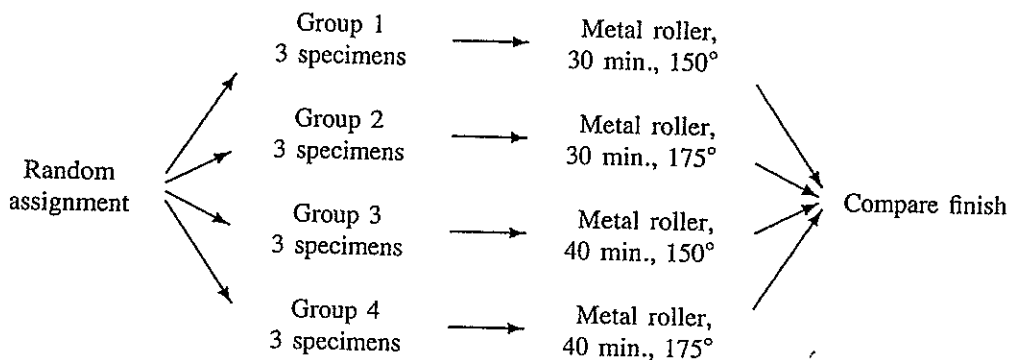 Group 1
3 specimens
Metal roller,
30 min., 150°
Group 2
3 specimens
Metal roller,
30 min., 175°
Random
assignment
Group 3
3 specimens
Metal roller,
40 min., 150°
Compare finish
Group 4
3 specimens
Metal roller,
40 min., 175°